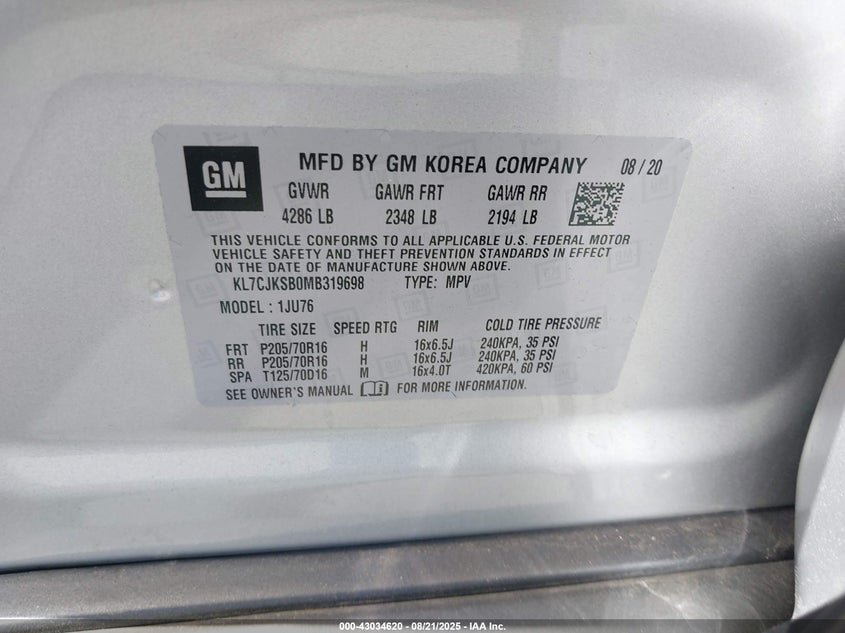 GM
MFD BY GM KOREA COMPANY 08 / 20
GVWR GAWR FRT GAWR RR
4286 LB 2348 LB 2194 LB
THIS VEHICLE CONFORMS TO ALL APPLICABLE U.S. FEDERAL MOTOR
VEHICLE SAFETY AND THEFT PREVENTION STANDARDS IN EFFECT
ON THE DATE OF MANUFACTURE SHOWN ABOVE.
KL7CJKSB0MB319698 TYPE: MPV
MODEL : 1JU76
TIRE SIZE SPEED RTG RIM COLD TIRE PRESSURE
FRT P205/70R16 H 16x6.5J 240KPA, 35 PSI
RR P205/70R16 H 16x6.5J 240KPA, 35 PSI
SPA T125/70D16 M 16x4.0T 420KPA, 60 PSI
SEE OWNER'S MANUAL FOR MORE INFORMATION.
000-43034620 - 08/21/2025 - IAA Inc.